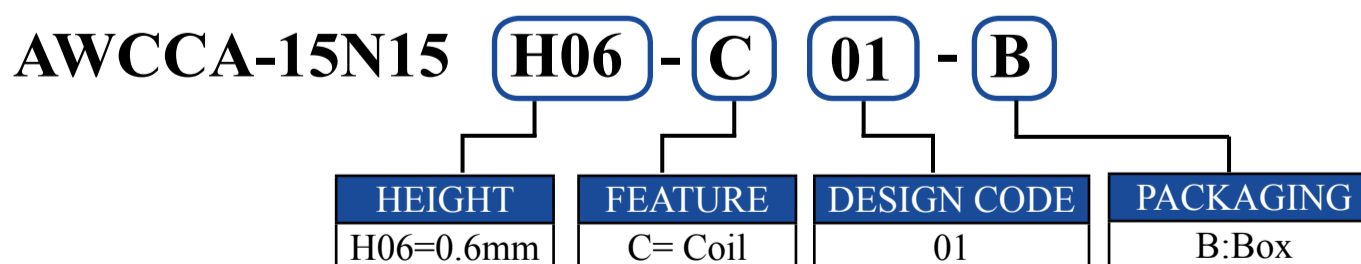 AWCCA-15N15 H06 - C 01 - B
HEIGHT FEATURE DESIGN CODE PACKAGING
H06=0.6mm C= Coil 01 B:Box